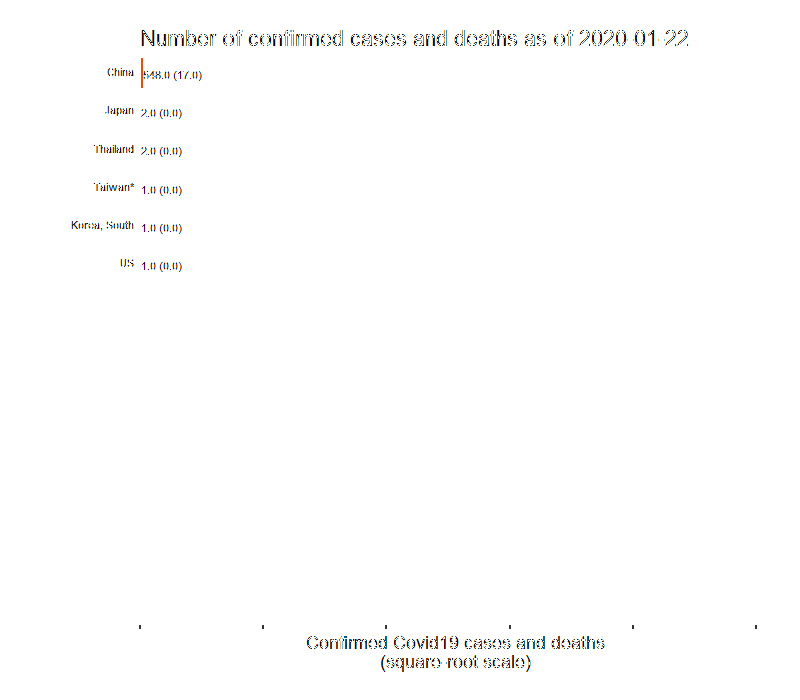 Number of confirmed cases and deaths as of 2020-01-22
China 548.0 (17.0)
Japan 2.0 (0.0)
Thailand 2.0 (0.0)
Taiwan* 1.0 (0.0)
Korea, South 1.0 (0.0)
US 1.0 (0.0)
Confirmed Covid19 cases and deaths
(square-root scale)